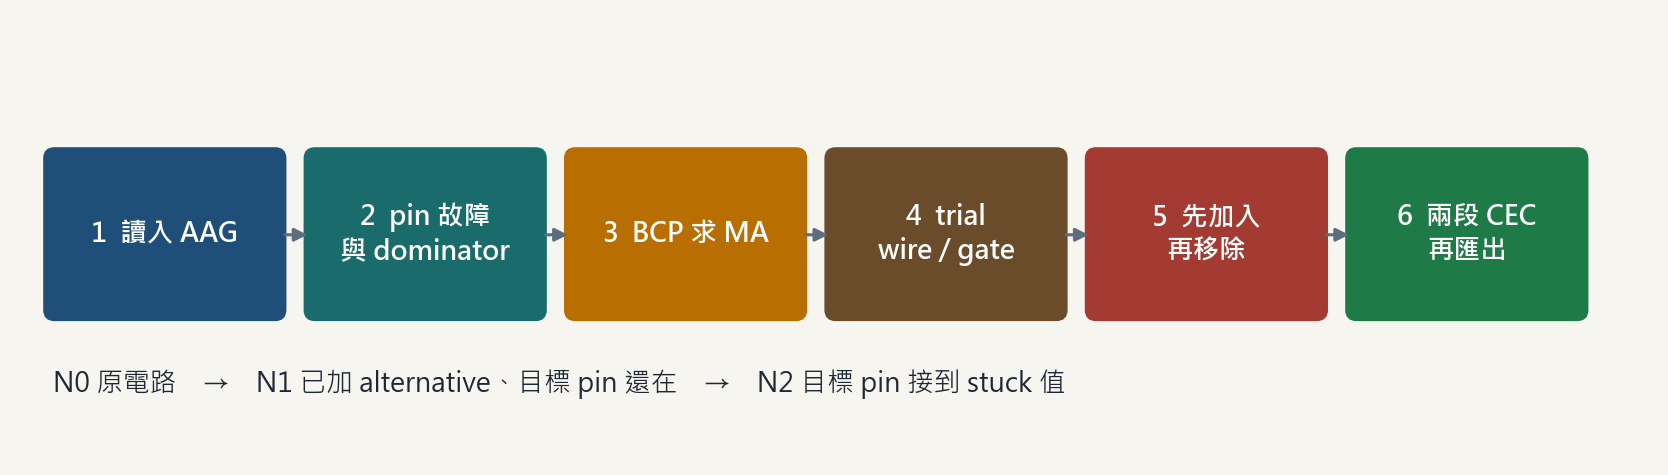 1 讀入 AAG
2 pin 故障
與 dominator
3 BCP 求 MA
4 trial
wire / gate
5 先加入
再移除
6 兩段 CEC
再匯出
N0 原電路 → N1 已加 alternative、目標 pin 還在 → N2 目標 pin 接到 stuck 值